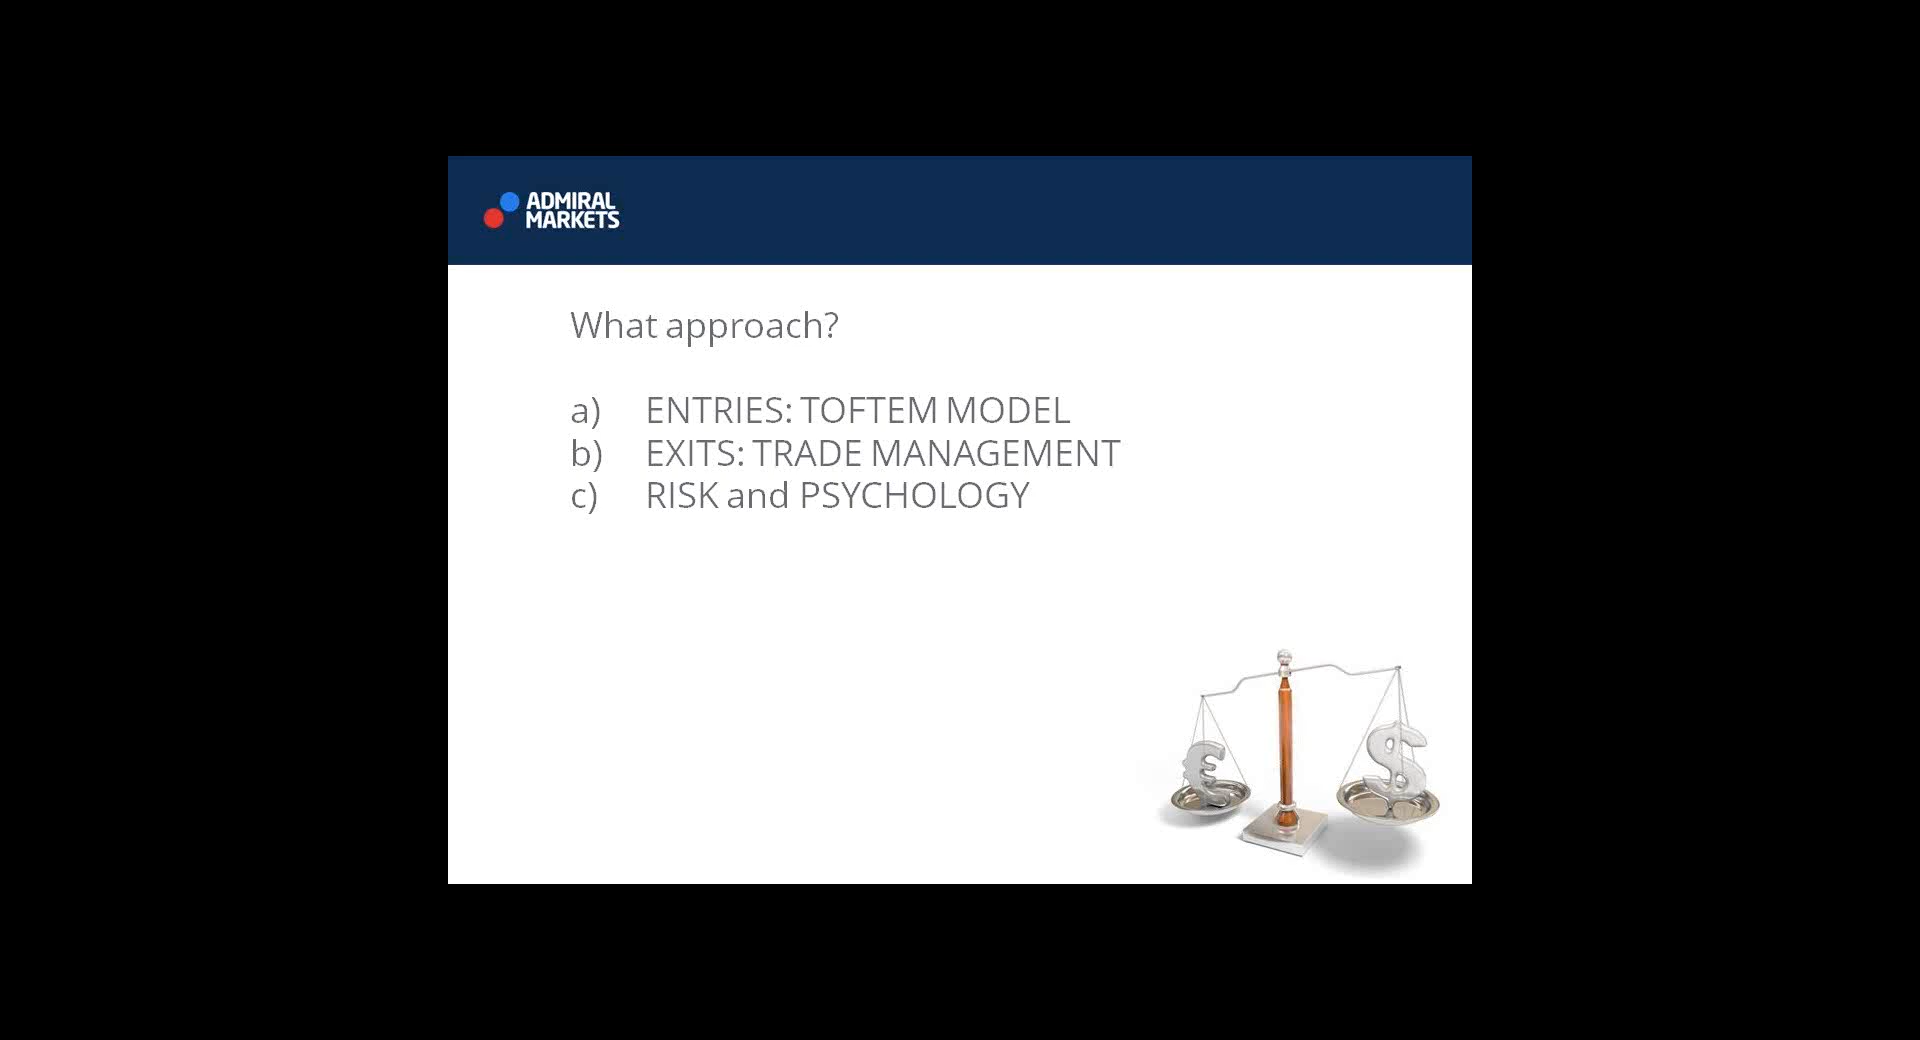 ADMIRAL
MARKETS
What approach?
a) ENTRIES: TOFTEM MODEL
b) EXITS: TRADE MANAGEMENT
c) RISK and PSYCHOLOGY
€
$